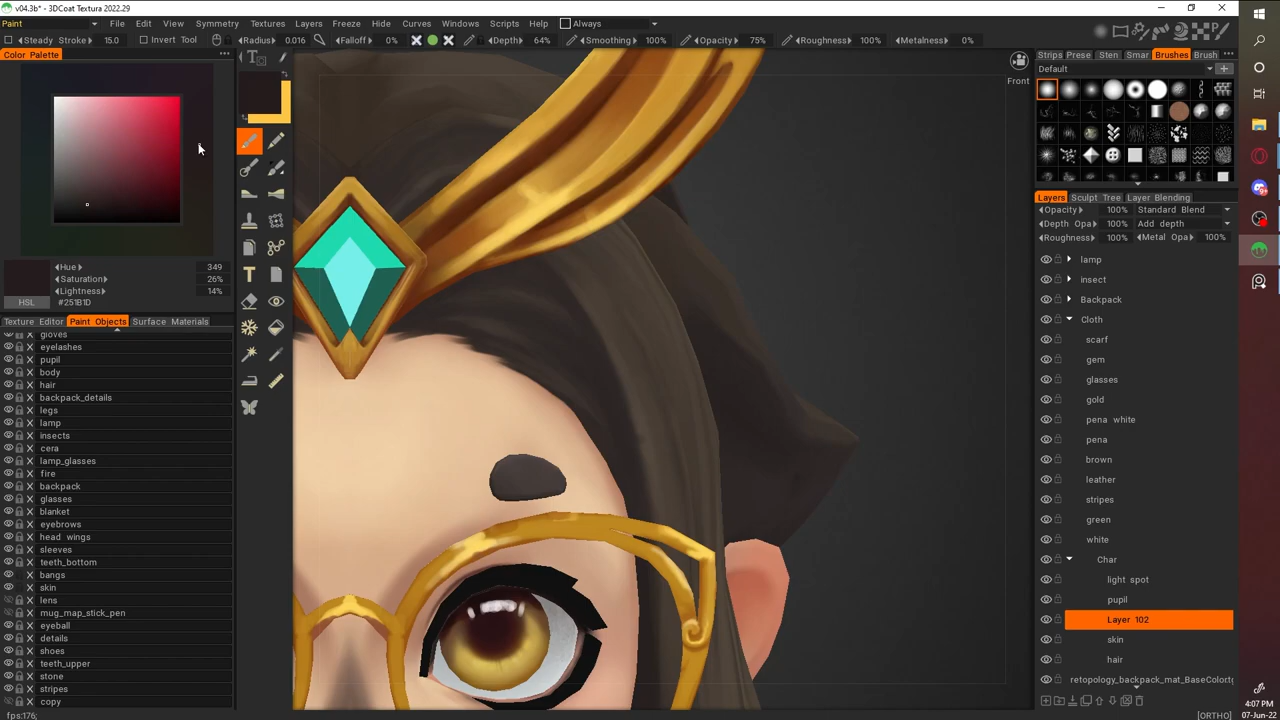 v04.3b* - 3DCoat Textura 2022.29
Paint File Edit View Symmetry Textures Layers Freeze Hide Curves Windows Scripts Help Always
Steady Stroke 15.0 Invert Tool Radius 0.016 Falloff 0% Depth 64% Smoothing 100% Opacity 75% Roughness 100% Metalness 0%
Color Palette
Hue 349
Saturation 26%
Lightness 14%
HSL #251B1D
Texture Editor Paint Objects Surface Materials
gloves
eyelashes
pupil
body
hair
backpack_details
legs
lamp
insects
cera
lamp_glasses
fire
backpack
glasses
blanket
eyebrows
head wings
sleeves
teeth_bottom
bangs
skin
lens
mug_map_stick_pen
eyeball
details
shoes
teeth_upper
stone
stripes
copy
fps:176;
Front
Strips Prese Sten Smar Brushes Brush
Default
Layers Sculpt Tree Layer Blending
Opacity 100% Standard Blend
Depth Opa 100% Add depth
Roughness 100% Metal Opa 100%
lamp
insect
Backpack
Cloth
scarf
gem
glasses
gold
pena white
pena
brown
leather
stripes
green
white
Char
light spot
pupil
Layer 102
skin
hair
retopology_backpack_mat_BaseColort
[ORTHO]
4:07 PM
07-Jun-22